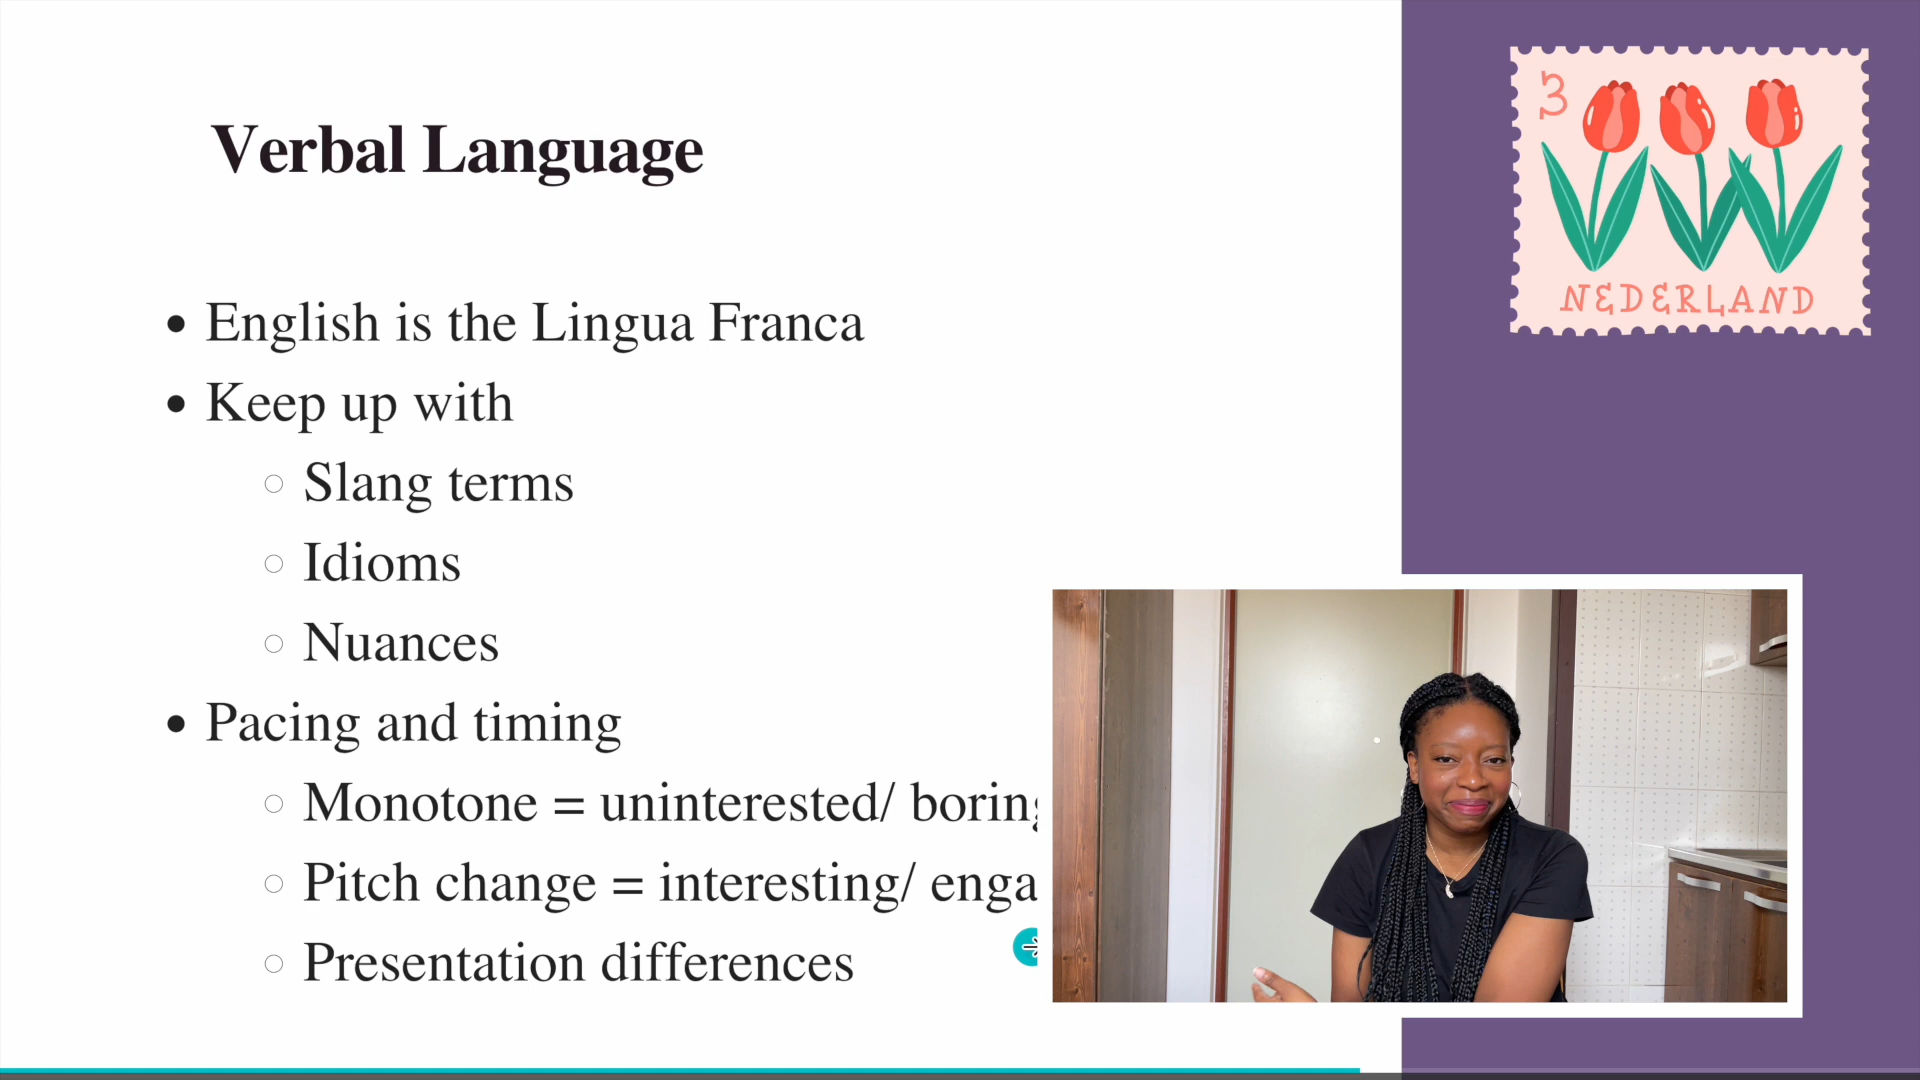 3
NEDERLAND
Verbal Language
English is the Lingua Franca
Keep up with
Slang terms
Idioms
Nuances
Pacing and timing
Monotone = uninterested/ boring
Pitch change = interesting/
Presentation differences